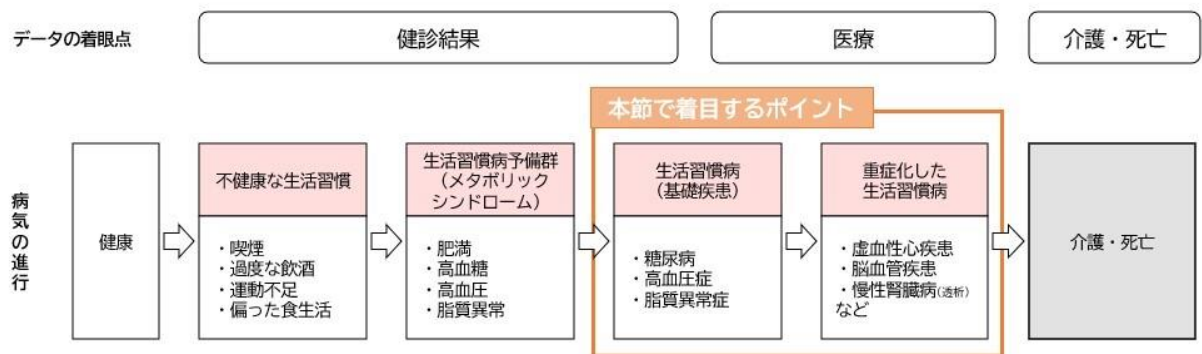 データの着眼点
健診結果
医療
介護・死亡
本節で着目するポイント
病気の進行
健康
不健康な生活習慣
・喫煙
・過度な飲酒
・運動不足
・偏った食生活
生活習慣病予備群
（メタボリック
シンドローム）
・肥満
・高血糖
・高血圧
・脂質異常
生活習慣病
(基礎疾患)
・糖尿病
・高血圧症
・脂質異常症
重症化した
生活習慣病
・虚血性心疾患
・脳血管疾患
・慢性腎臓病(透析)
など
介護・死亡